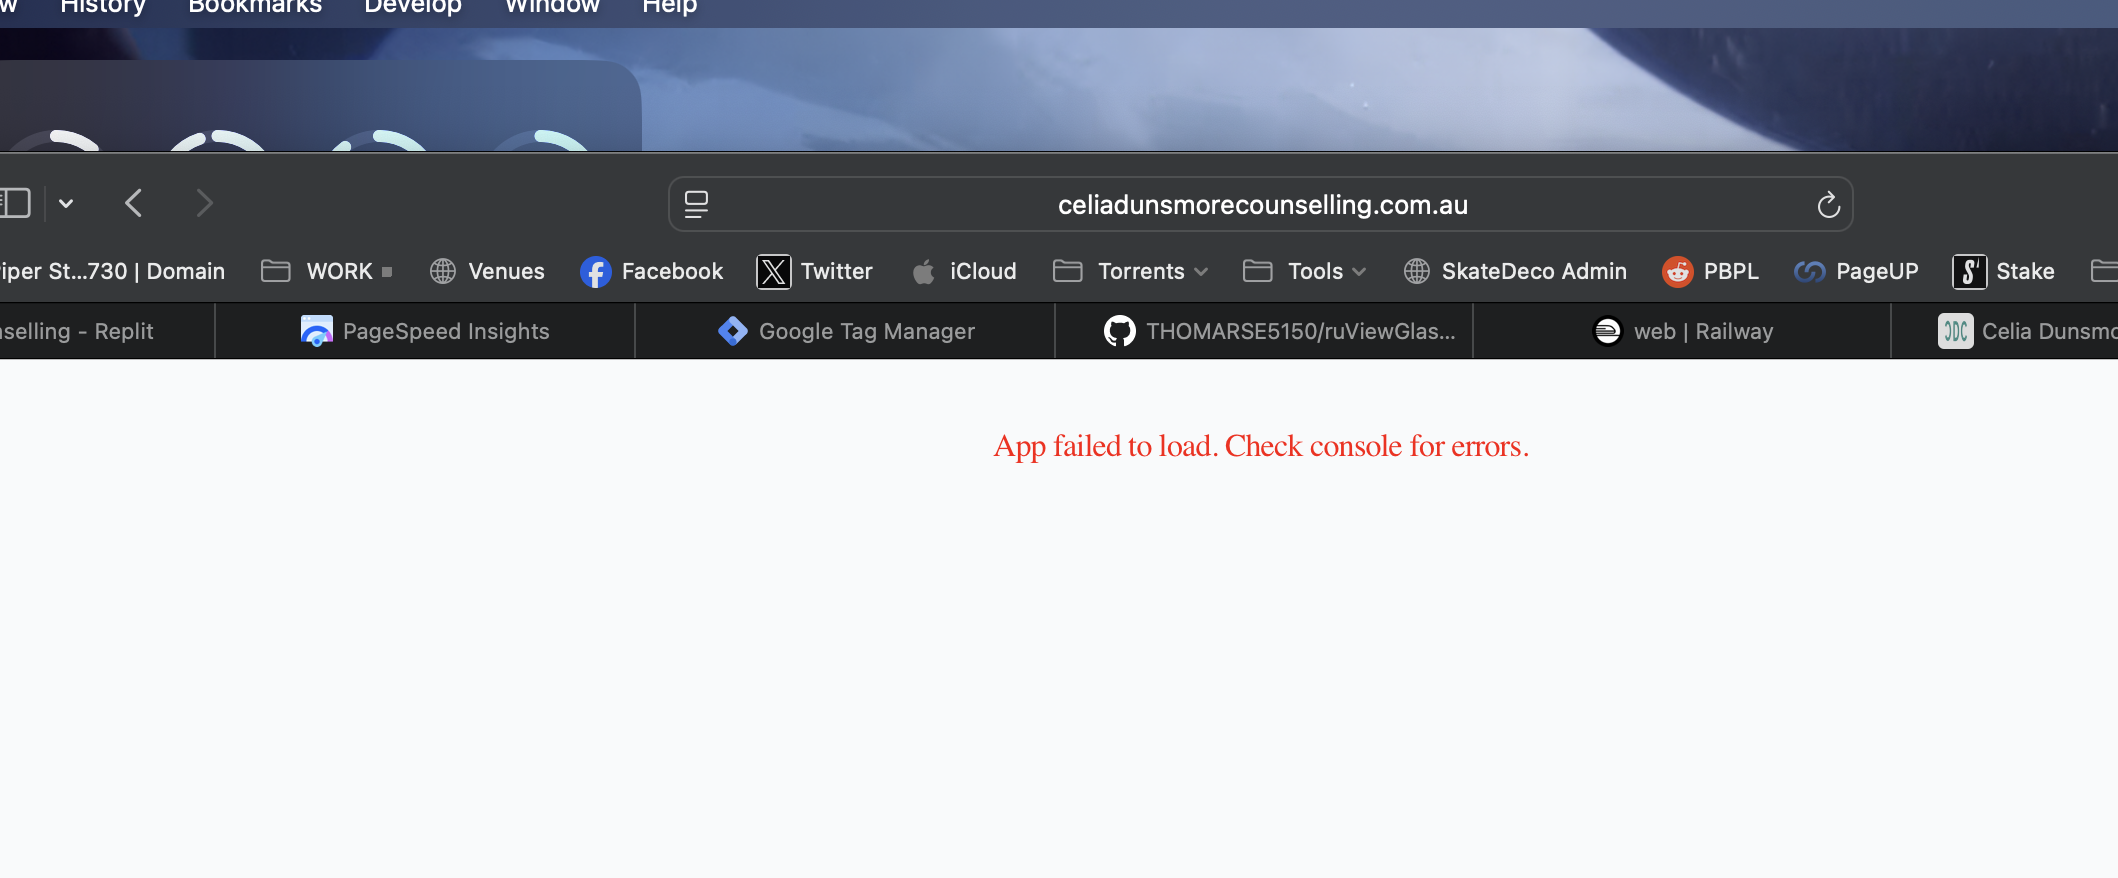 w History Bookmarks Develop Window Help
celiadunsmorecounselling.com.au
iper St...730 | Domain WORK Venues Facebook Twitter iCloud Torrents Tools SkateDeco Admin PBPL PageUP Stake
selling - Replit PageSpeed Insights Google Tag Manager THOMARSE5150/ruViewGlas... web | Railway CDC Celia Dunsmo
App failed to load. Check console for errors.